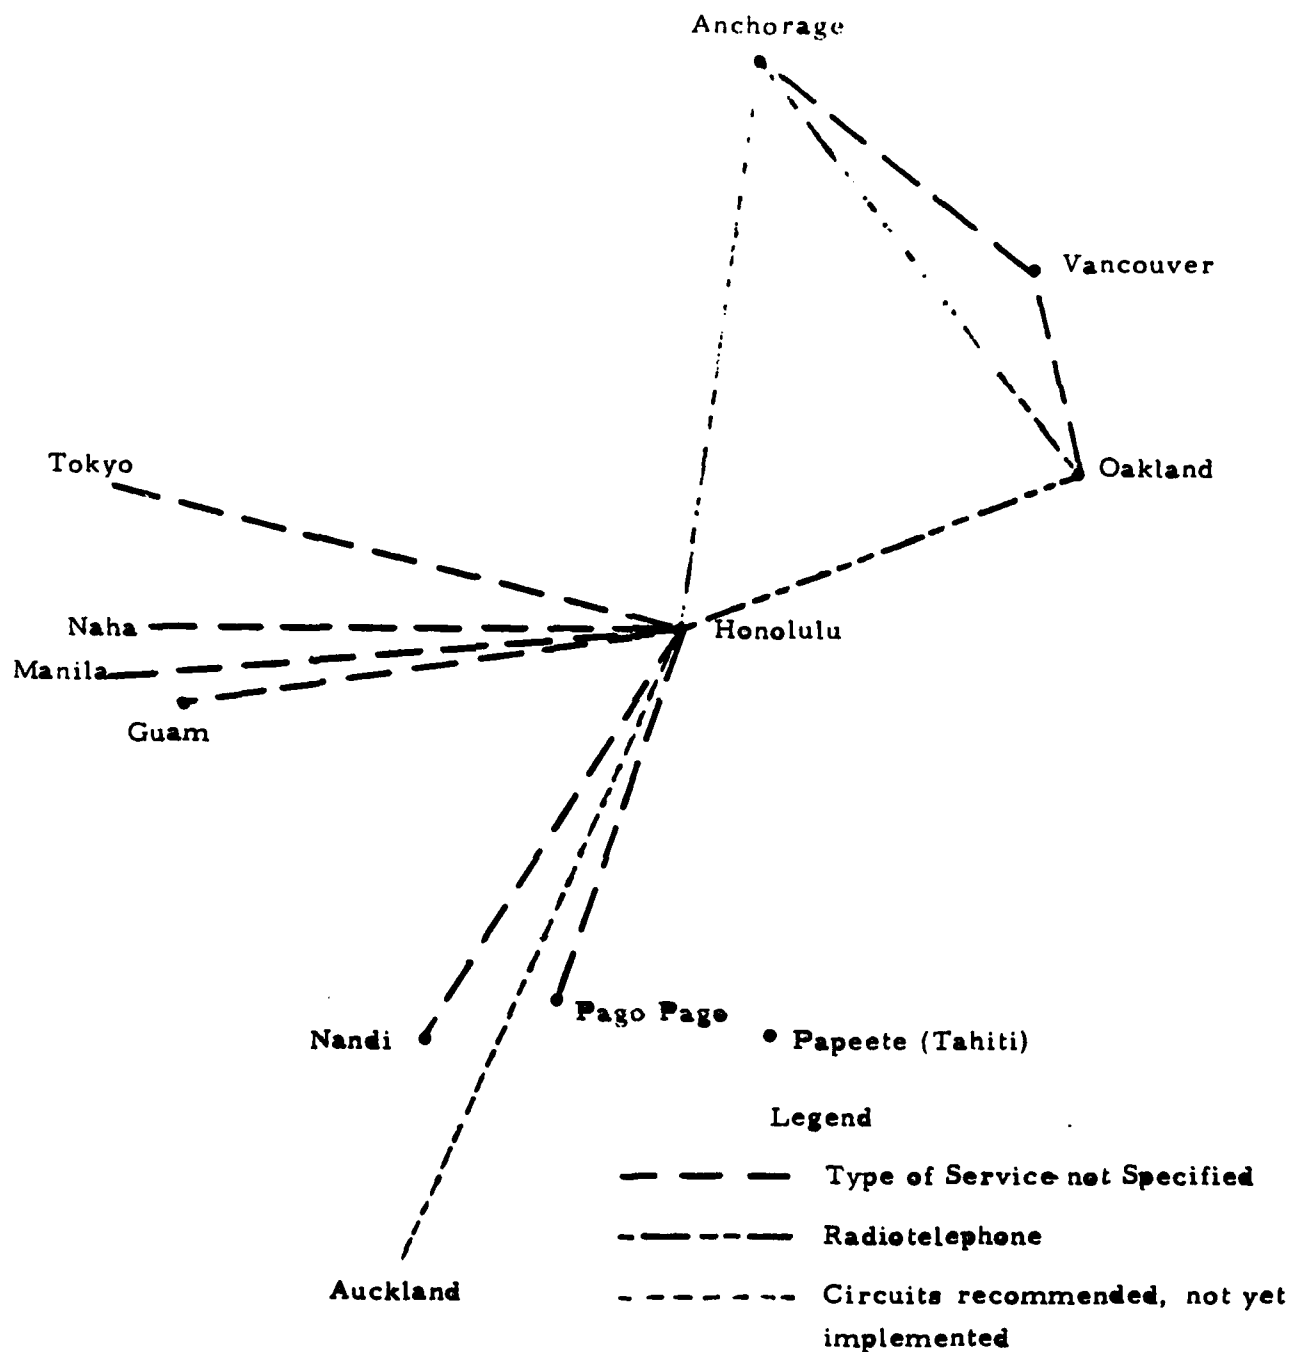 Anchorage
Vancouver
Tokyo
Oakland
Naha
Honolulu
Manila
Guam
Pago Pago
Nandi
Papeete (Tahiti)
Legend
Type of Service not Specified
Radiotelephone
Auckland
Circuits recommended, not yet
implemented